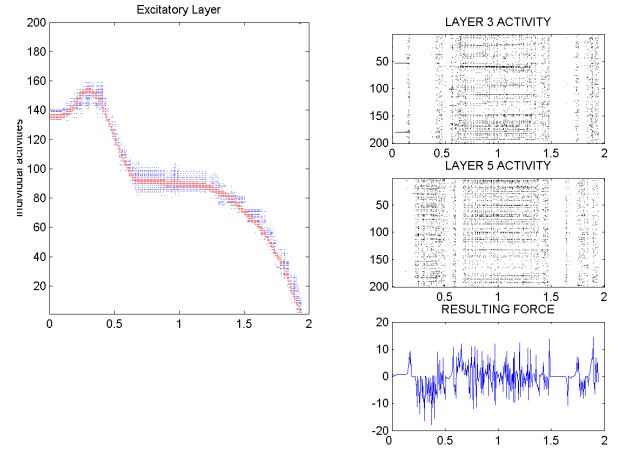 Excitatory Layer
200
180
160
140
120
100
80
60
40
20
Individual activities
0 0.5 1 1.5 2
LAYER 3 ACTIVITY
50
100
150
200
0 0.5 1 1.5 2
LAYER 5 ACTIVITY
50
100
150
200
0.5 1 1.5 2
RESULTING FORCE
20
10
0
-10
-20
0 0.5 1 1.5 2